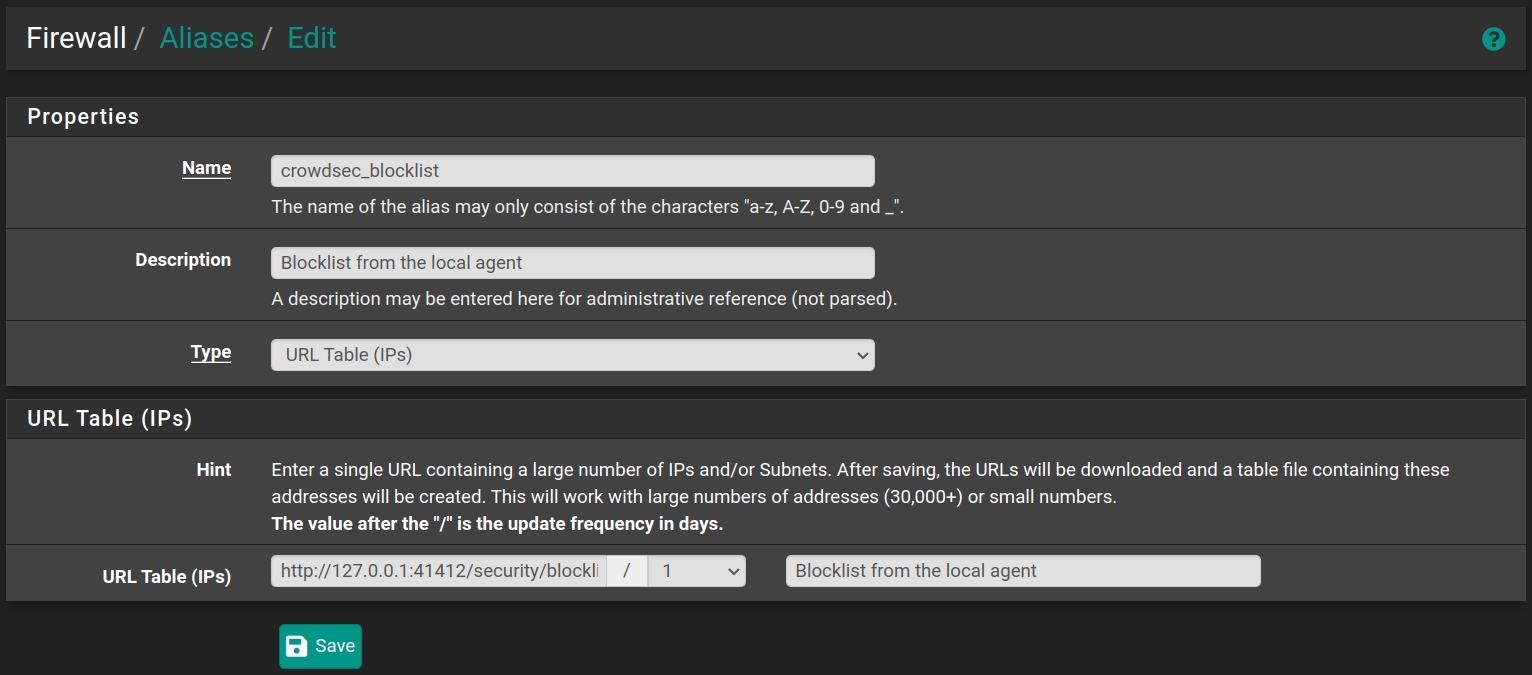 Firewall / Aliases / Edit
?
Properties
Name
crowdsec_blocklist
The name of the alias may only consist of the characters "a-z, A-Z, 0-9 and _".
Description
Blocklist from the local agent
A description may be entered here for administrative reference (not parsed).
Type
URL Table (IPs)
URL Table (IPs)
Hint
Enter a single URL containing a large number of IPs and/or Subnets. After saving, the URLs will be downloaded and a table file containing these
addresses will be created. This will work with large numbers of addresses (30,000+) or small numbers.
The value after the "/" is the update frequency in days.
URL Table (IPs)
http://127.0.0.1:41412/security/blockli / 1 Blocklist from the local agent
Save